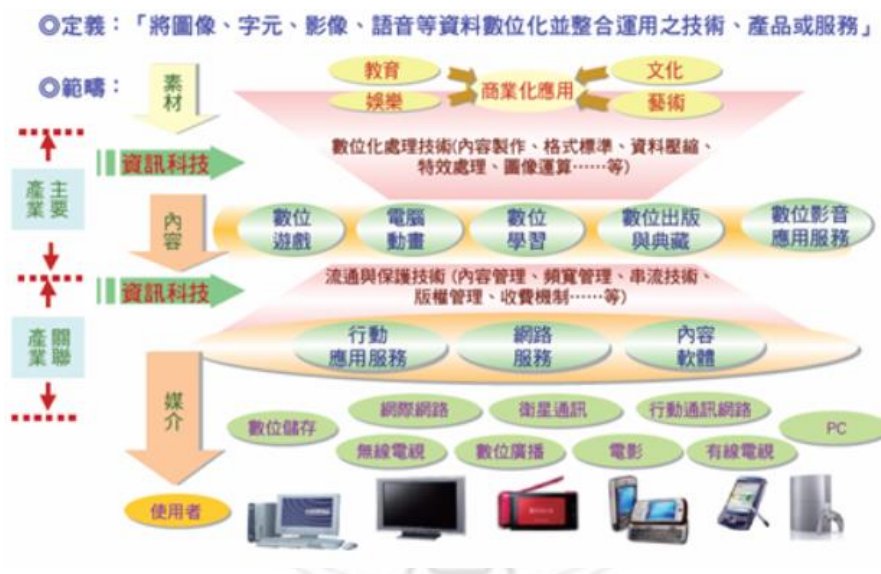 ◎定義：「將圖像、字元、影像、語音等資料數位化並整合運用之技術、產品或服務」
◎範疇：
素材
教育
文化
商業化應用
娛樂
藝術
數位化處理技術(內容製作、格式標準、資料壓縮、
特效處理、圖像運算……等)
資訊科技
主要
產業
內容
數位
遊戲
電腦
動畫
數位
學習
數位出版
與典藏
數位影音
應用服務
資訊科技
流通與保護技術(內容管理、頻寬管理、串流技術、
版權管理、收費機制……等)
關聯
產業
行動
應用服務
網路
服務
內容
軟體
媒介
數位儲存
網際網路
衛星通訊
行動通訊網路
PC
無線電視
數位廣播
電影
有線電視
使用者